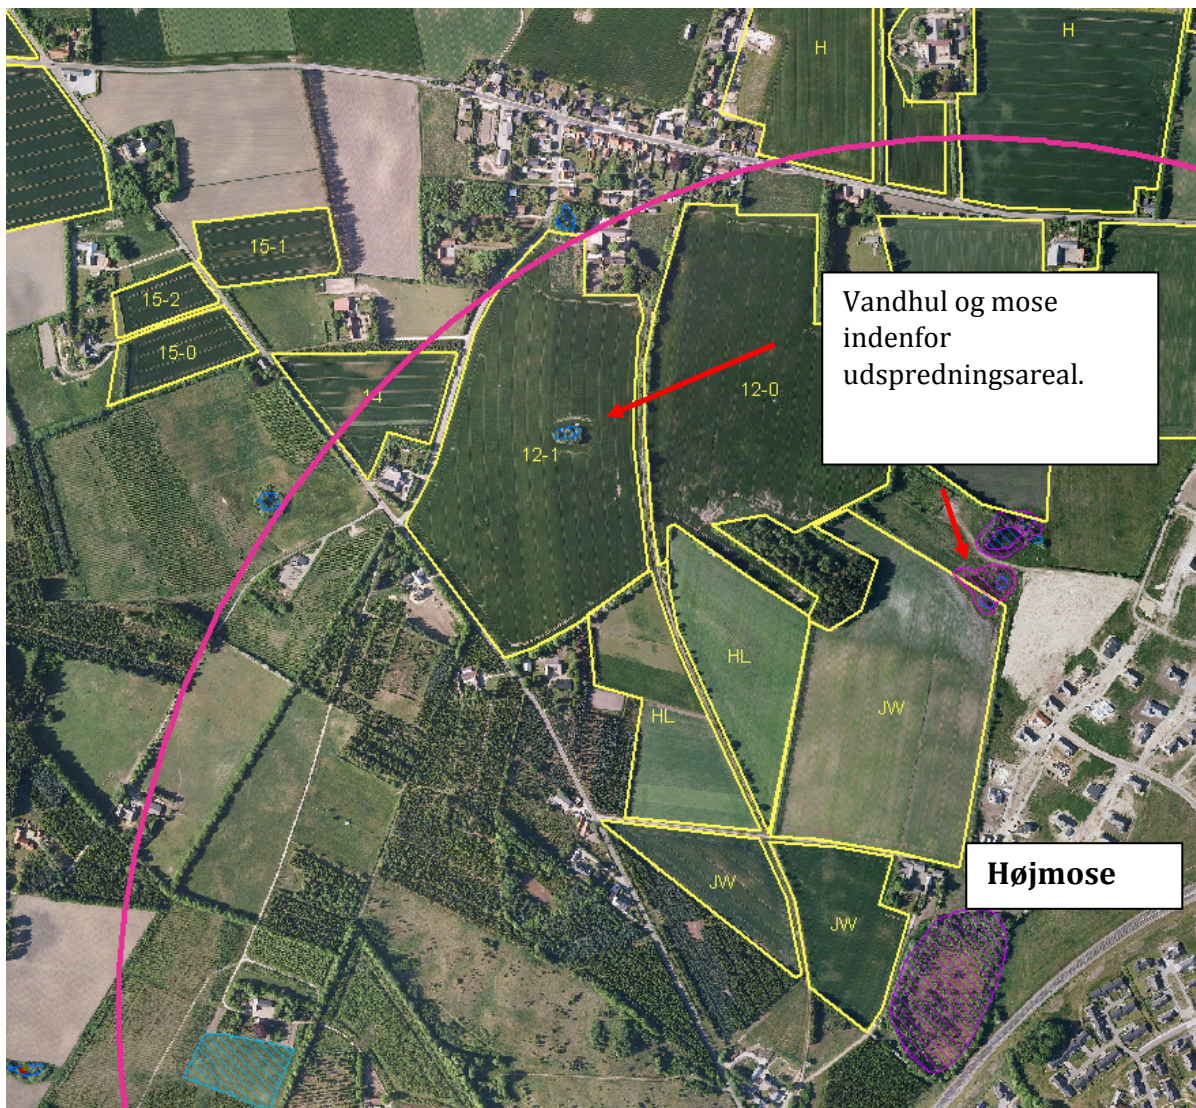 H
H
15-1
15-2
15-0
14
12-1
12-0
Vandhul og mose
indenfor
udspredningsareal.
HL
HL
JW
JW
JW
Højmose